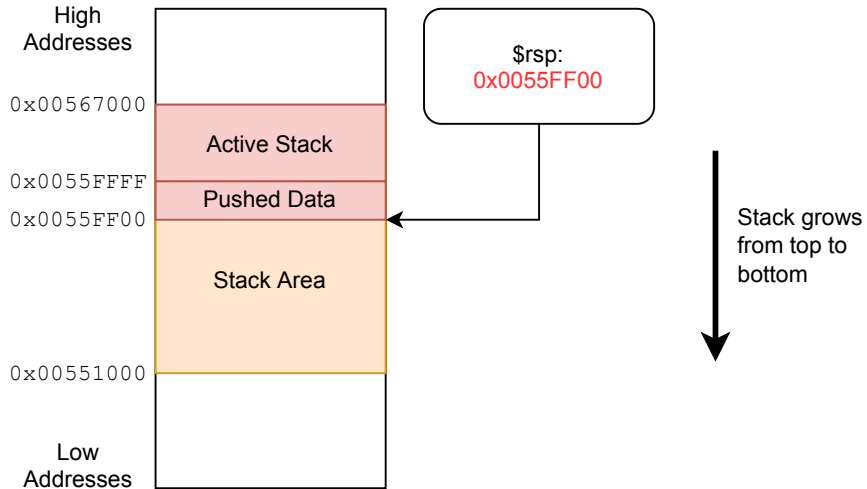 High
Addresses
$rsp:
0x0055FF00
0x00567000
Active Stack
0x0055FFFF
Pushed Data
0x0055FF00
Stack grows
from top to
bottom
Stack Area
0x00551000
Low
Addresses